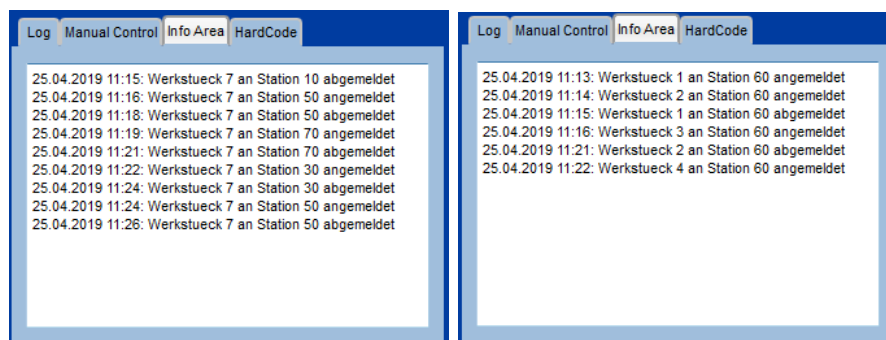 Log Manual Control Info Area HardCode
25.04.2019 11:15: Werkstueck 7 an Station 10 abgemeldet
25.04.2019 11:16: Werkstueck 7 an Station 50 angemeldet
25.04.2019 11:18: Werkstueck 7 an Station 50 abgemeldet
25.04.2019 11:19: Werkstueck 7 an Station 70 angemeldet
25.04.2019 11:21: Werkstueck 7 an Station 70 abgemeldet
25.04.2019 11:22: Werkstueck 7 an Station 30 angemeldet
25.04.2019 11:24: Werkstueck 7 an Station 30 abgemeldet
25.04.2019 11:24: Werkstueck 7 an Station 50 angemeldet
25.04.2019 11:26: Werkstueck 7 an Station 50 abgemeldet
Log Manual Control Info Area HardCode
25.04.2019 11:13: Werkstueck 1 an Station 60 angemeldet
25.04.2019 11:14: Werkstueck 2 an Station 60 angemeldet
25.04.2019 11:15: Werkstueck 1 an Station 60 abgemeldet
25.04.2019 11:16: Werkstueck 3 an Station 60 angemeldet
25.04.2019 11:21: Werkstueck 2 an Station 60 abgemeldet
25.04.2019 11:22: Werkstueck 4 an Station 60 angemeldet